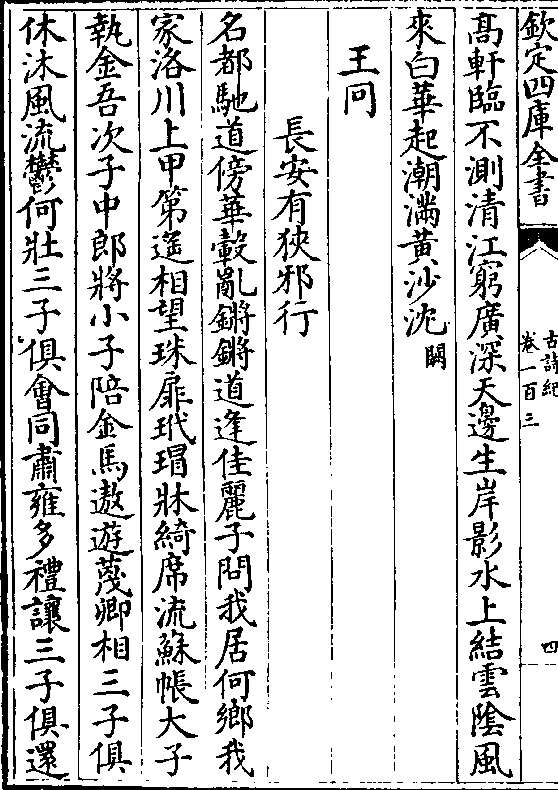 欽定四庫全書
古詩紀
卷一百三
四
髙軒臨不測清江窮廣深天邊生岸影水上結雲陰風
來白華起潮満黄沙沈闕
王冏
長安有狹邪行
名都馳道傍華轂亂鏘鏘道逢佳麗子問我居何鄉我
家洛川上甲第遥相望珠扉玳瑁牀綺席流蘇帳大子
執金吾次子中郎將小子陪金馬遨遊蔑卿相三子俱
休沐風流鬱何壯三子俱會同肅雍多禮讓三子俱還